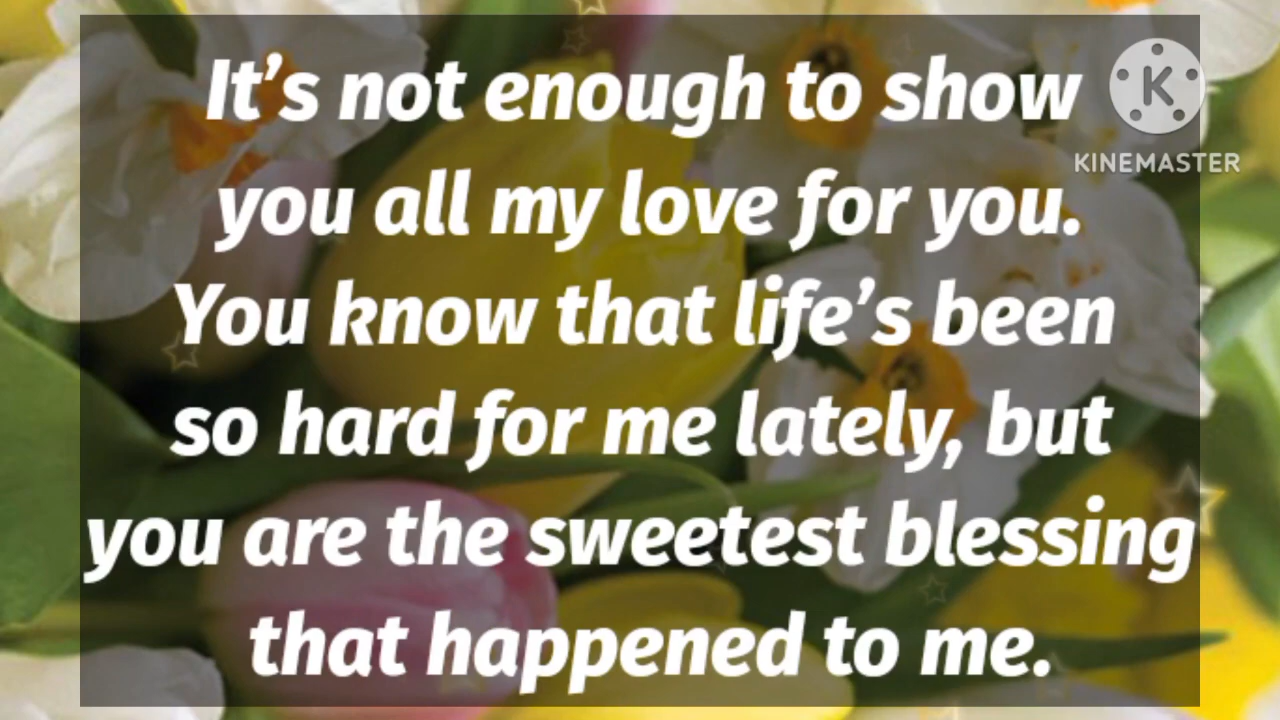 It’s not enough to show
you all my love for you.
You know that life’s been
so hard for me lately, but
you are the sweetest blessing
that happened to me.
K
KINEMASTER